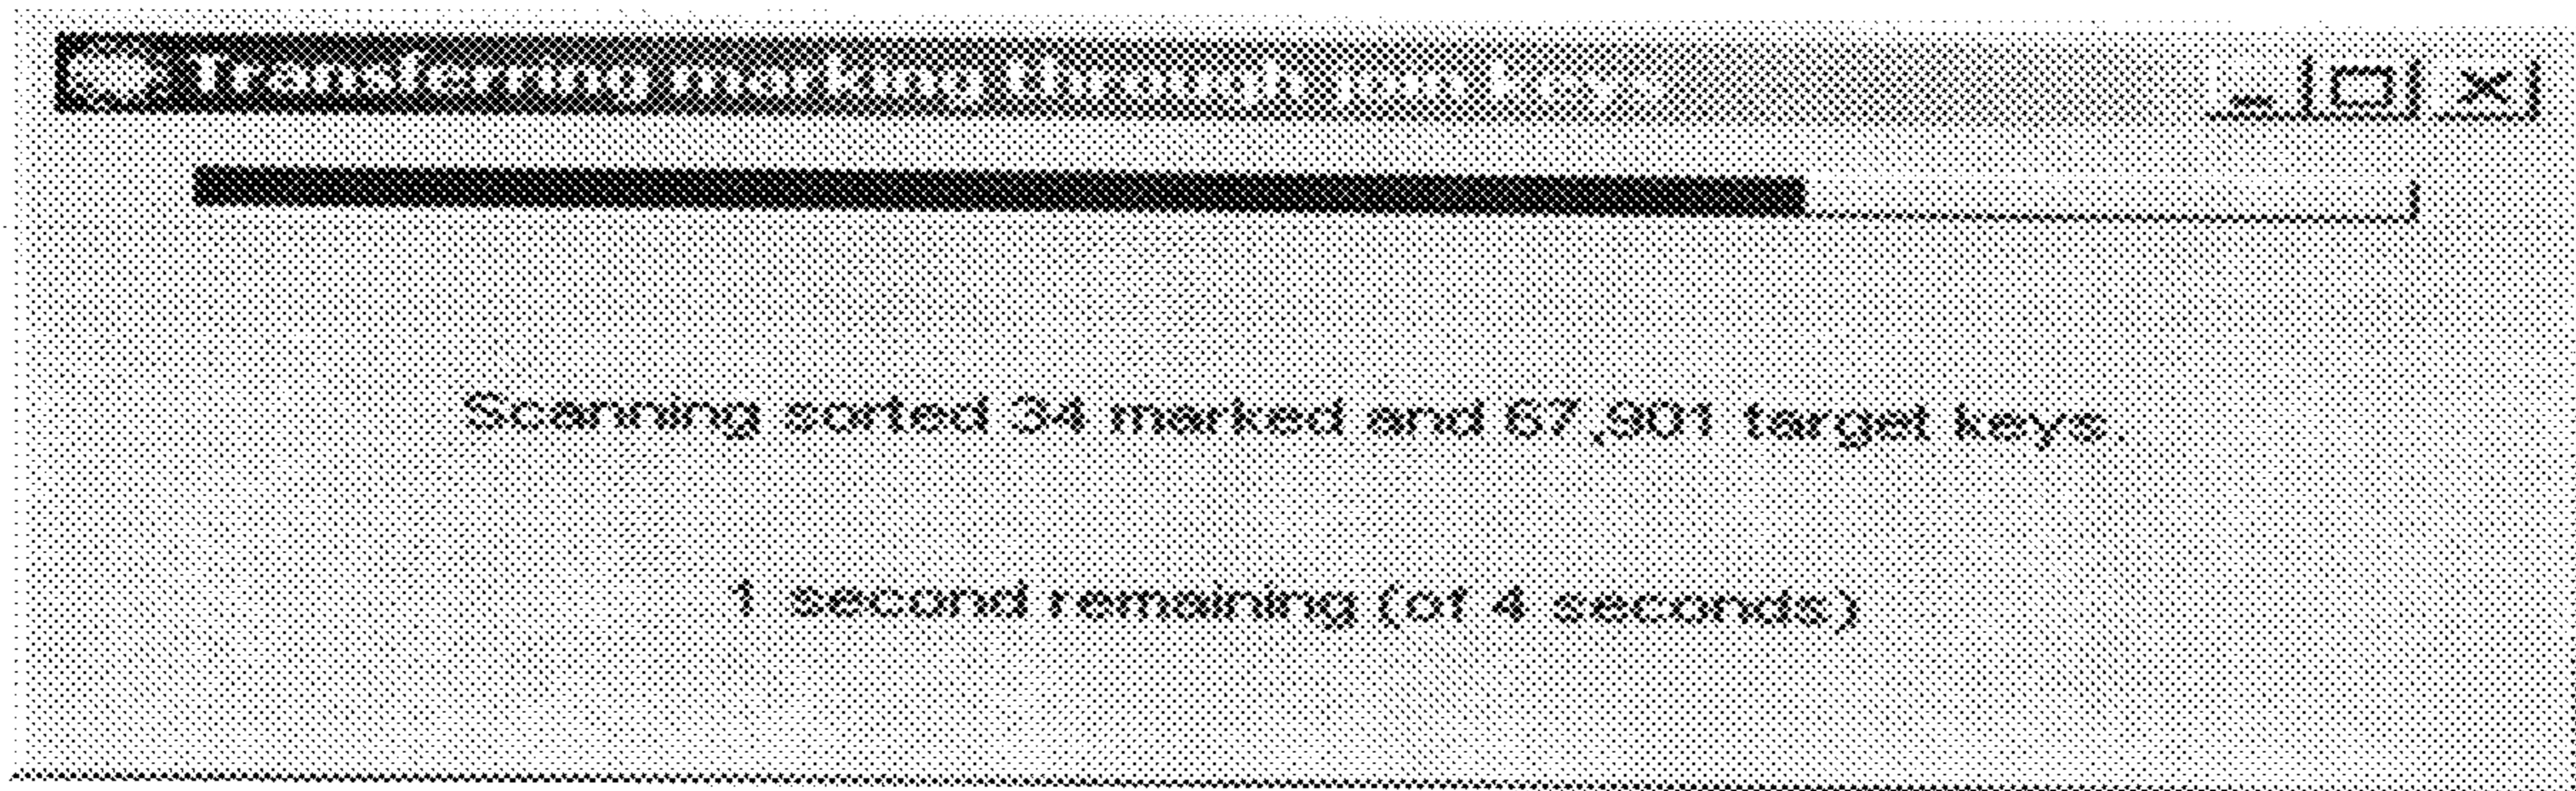 Transferring marking through join keys
Scanning sorted 34 marked and 67,901 target keys.
1 second remaining (of 4 seconds)